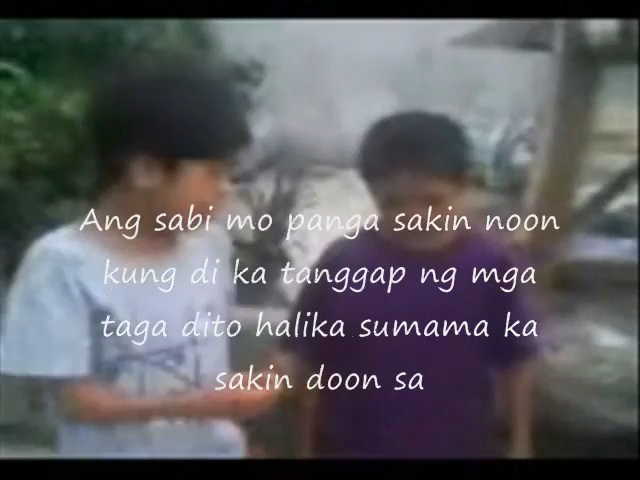 Ang sabi mo panga sakin noon
kung di ka tanggap ng mga
taga dito halika sumama ka
sakin doon sa